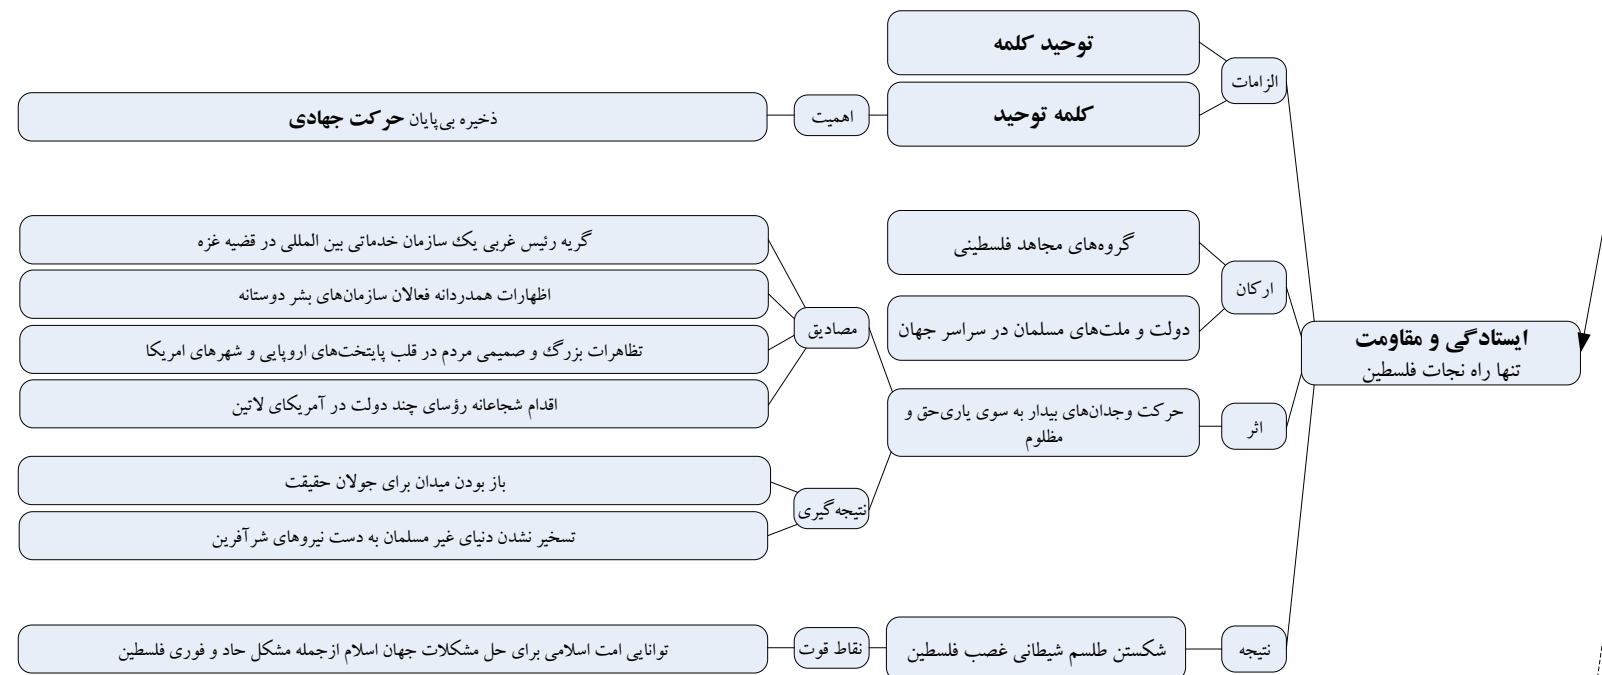 ایستادگی و مقاومت
تنها راه نجات فلسطین
الزامات
توحید کلمه
کلمه توحید
اهمیت
ذخیره بی‌پایان حرکت جهادی
ارکان
گروه‌های مجاهد فلسطینی
دولت و ملت‌های مسلمان در سراسر جهان
اثر
حرکت وجدان‌های بیدار به سوی یاری‌حق و
مظلوم
مصادیق
گریه رئیس غربی یک سازمان خدماتی بین المللی در قضیه غزه
اظهارات همدردانه فعالان سازمان‌های بشر دوستانه
تظاهرات بزرگ و صمیمی مردم در قلب پایتخت‌های اروپایی و شهرهای امریکا
اقدام شجاعانه رؤسای چند دولت در آمریکای لاتین
نتیجه‌گیری
باز بودن میدان برای جولان حقیقت
تسخیر نشدن دنیای غیر مسلمان به دست نیروهای شرآفرین
نتیجه
شکستن طلسم شیطانی غصب فلسطین
نقاط قوت
توانایی امت اسلامی برای حل مشکلات جهان اسلام ازجمله مشکل حاد و فوری فلسطین